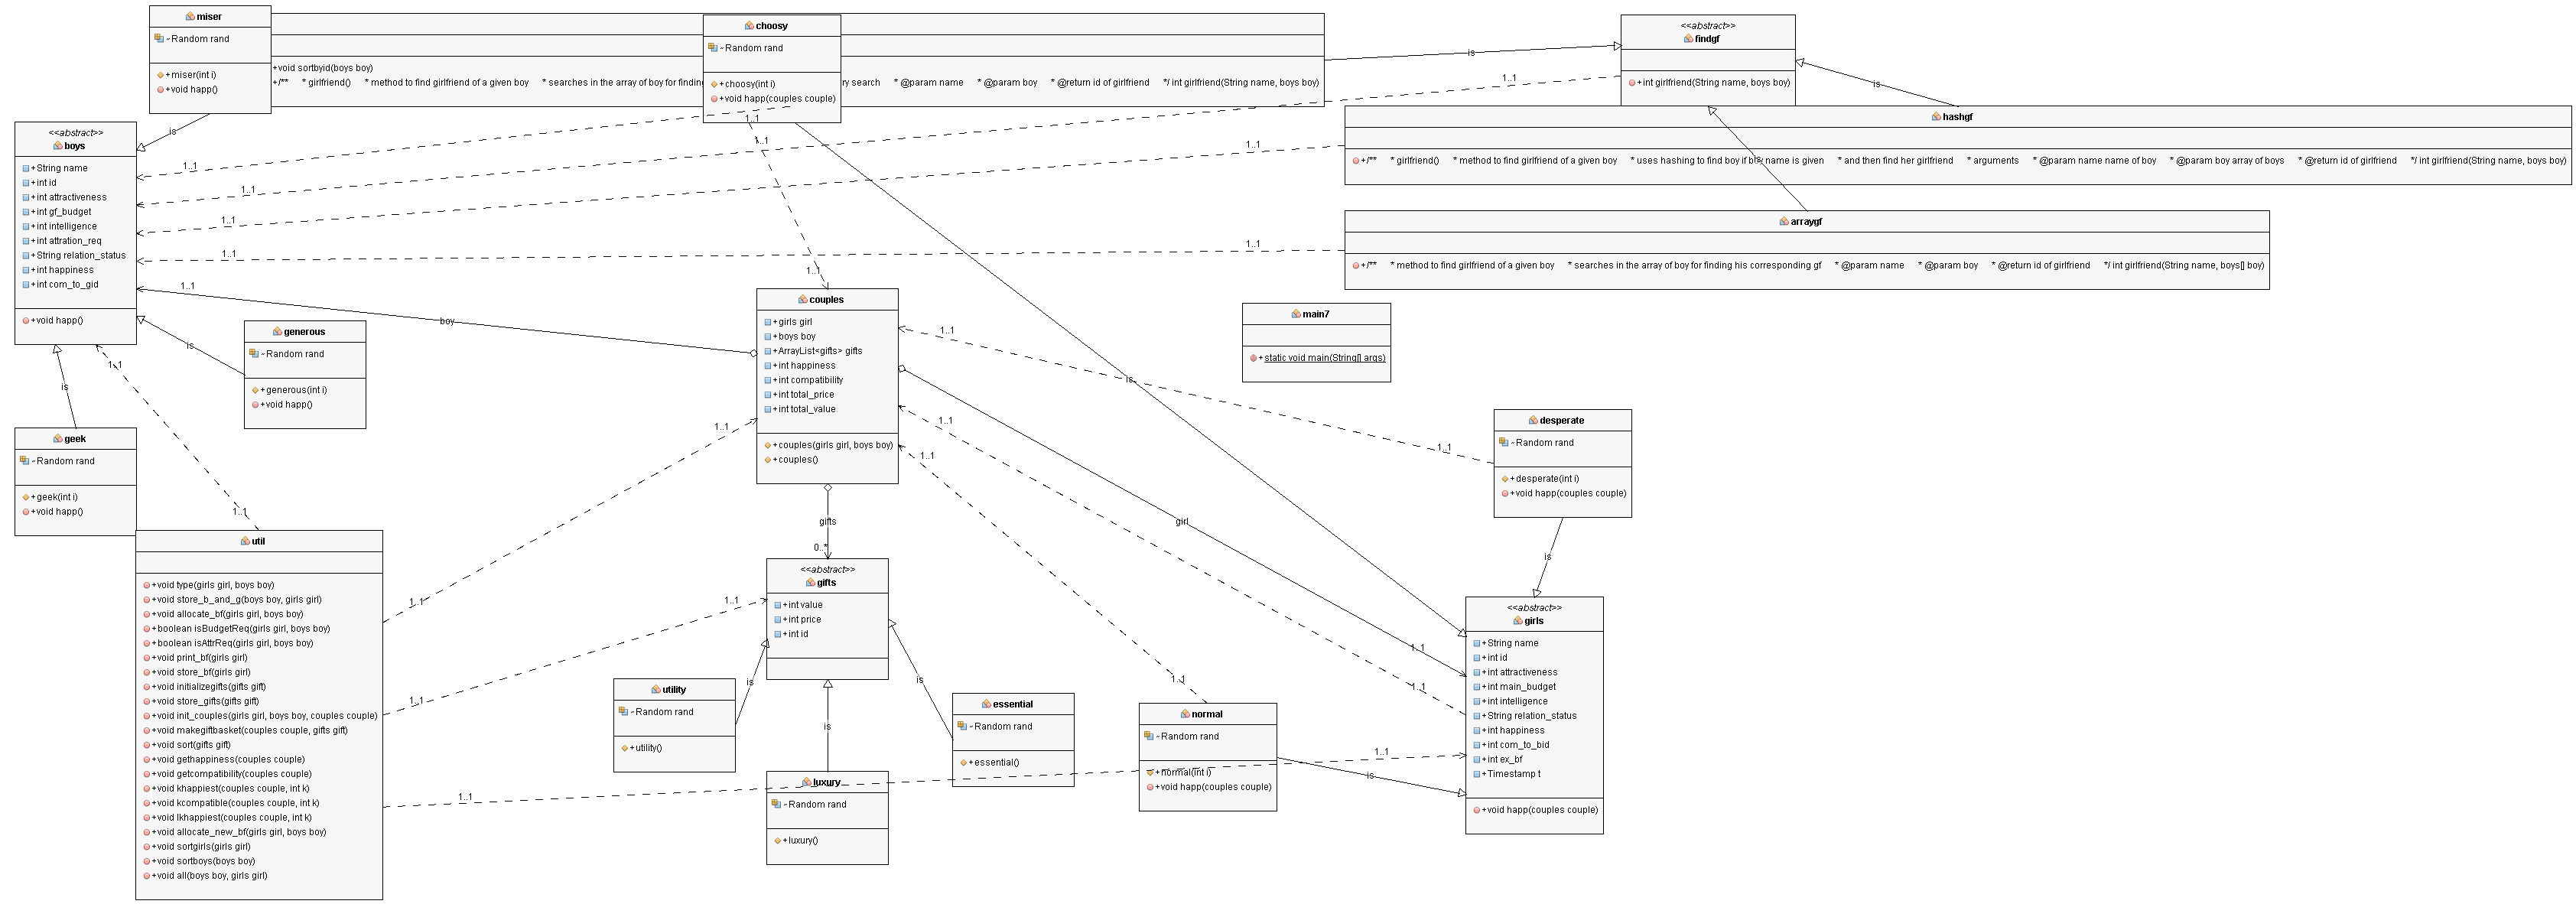 miser
~Random rand
+miser(int i)
+void happ()
+void sortbyid(boys boy)
+/** * girlfriend() * method to find girlfriend of a given boy * searches in the array of boy for finding
ry search * @param name * @param boy * @return id of girlfriend */ int girlfriend(String name, boys boy)
choosy
~Random rand
+choosy(int i)
+void happ(couples couple)
is
<<abstract>>
findgf
+int girlfriend(String name, boys boy)
is
1..1
hashgf
+/** * girlfriend() * method to find girlfriend of a given boy * uses hashing to find boy if his name is given * and then find her girlfriend * arguments * @param name name of boy * @param boy array of boys * @return id of girlfriend */ int girlfriend(String name, boys boy)
arraygf
+/** * method to find girlfriend of a given boy * searches in the array of boy for finding his corresponding gf * @param name * @param boy * @return id of girlfriend */ int girlfriend(String name, boys[] boy)
is
<<abstract>>
boys
+String name
+int id
+int attractiveness
+int gf_budget
+int intelligence
+int attration_req
+String relation_status
+int happiness
+int com_to_gid
+void happ()
1..1
1..1
1..1
1..1
1..1
1..1
1..1
1..1
1..1
1..1
boy
is
generous
~Random rand
+generous(int i)
+void happ()
is
1..1
geek
~Random rand
+geek(int i)
+void happ()
1..1
couples
+girls girl
+boys boy
+ArrayList<gifts> gifts
+int happiness
+int compatibility
+int total_price
+int total_value
+couples(girls girl, boys boy)
+couples()
main7
+static void main(String[] args)
1..1
is
1..1
1..1
1..1
1..1
desperate
~Random rand
+desperate(int i)
+void happ(couples couple)
gifts
0..*
girl
is
util
+void type(girls girl, boys boy)
+void store_b_and_g(boys boy, girls girl)
+void allocate_bf(girls girl, boys boy)
+boolean isBudgetReq(girls girl, boys boy)
+boolean isAttrReq(girls girl, boys boy)
+void print_bf(girls girl)
+void store_bf(girls girl)
+void initializegifts(gifts gift)
+void store_gifts(gifts gift)
+void init_couples(girls girl, boys boy, couples couple)
+void makegiftbasket(couples couple, gifts gift)
+void sort(gifts gift)
+void gethappiness(couples couple)
+void getcompatibility(couples couple)
+void khappiest(couples couple, int k)
+void kcompatible(couples couple, int k)
+void lkhappiest(couples couple, int k)
+void allocate_new_bf(girls girl, boys boy)
+void sortgirls(girls girl)
+void sortboys(boys boy)
+void all(boys boy, girls girl)
1..1
1..1
1..1
1..1
<<abstract>>
gifts
+int value
+int price
+int id
is
is
is
utility
~Random rand
+utility()
luxury
~Random rand
+luxury()
essential
~Random rand
+essential()
1..1
normal
~Random rand
+normal(int i)
+void happ(couples couple)
is
1..1
1..1
1..1
<<abstract>>
girls
+String name
+int id
+int attractiveness
+int main_budget
+int intelligence
+String relation_status
+int happiness
+int com_to_bid
+int ex_bf
+Timestamp t
+void happ(couples couple)